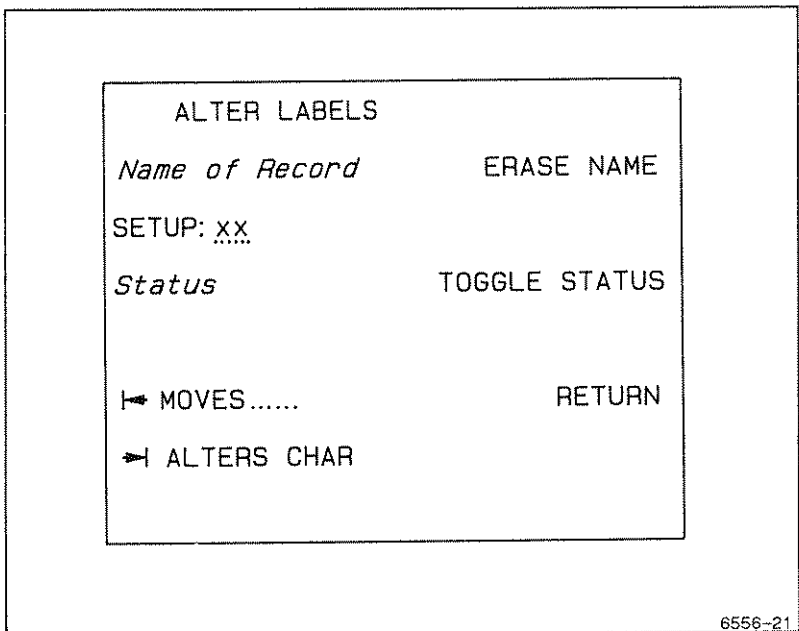 ALTER LABELS
Name of Record ERASE NAME
SETUP: xx
Status TOGGLE STATUS
MOVES...... RETURN
ALTERS CHAR
6556-21